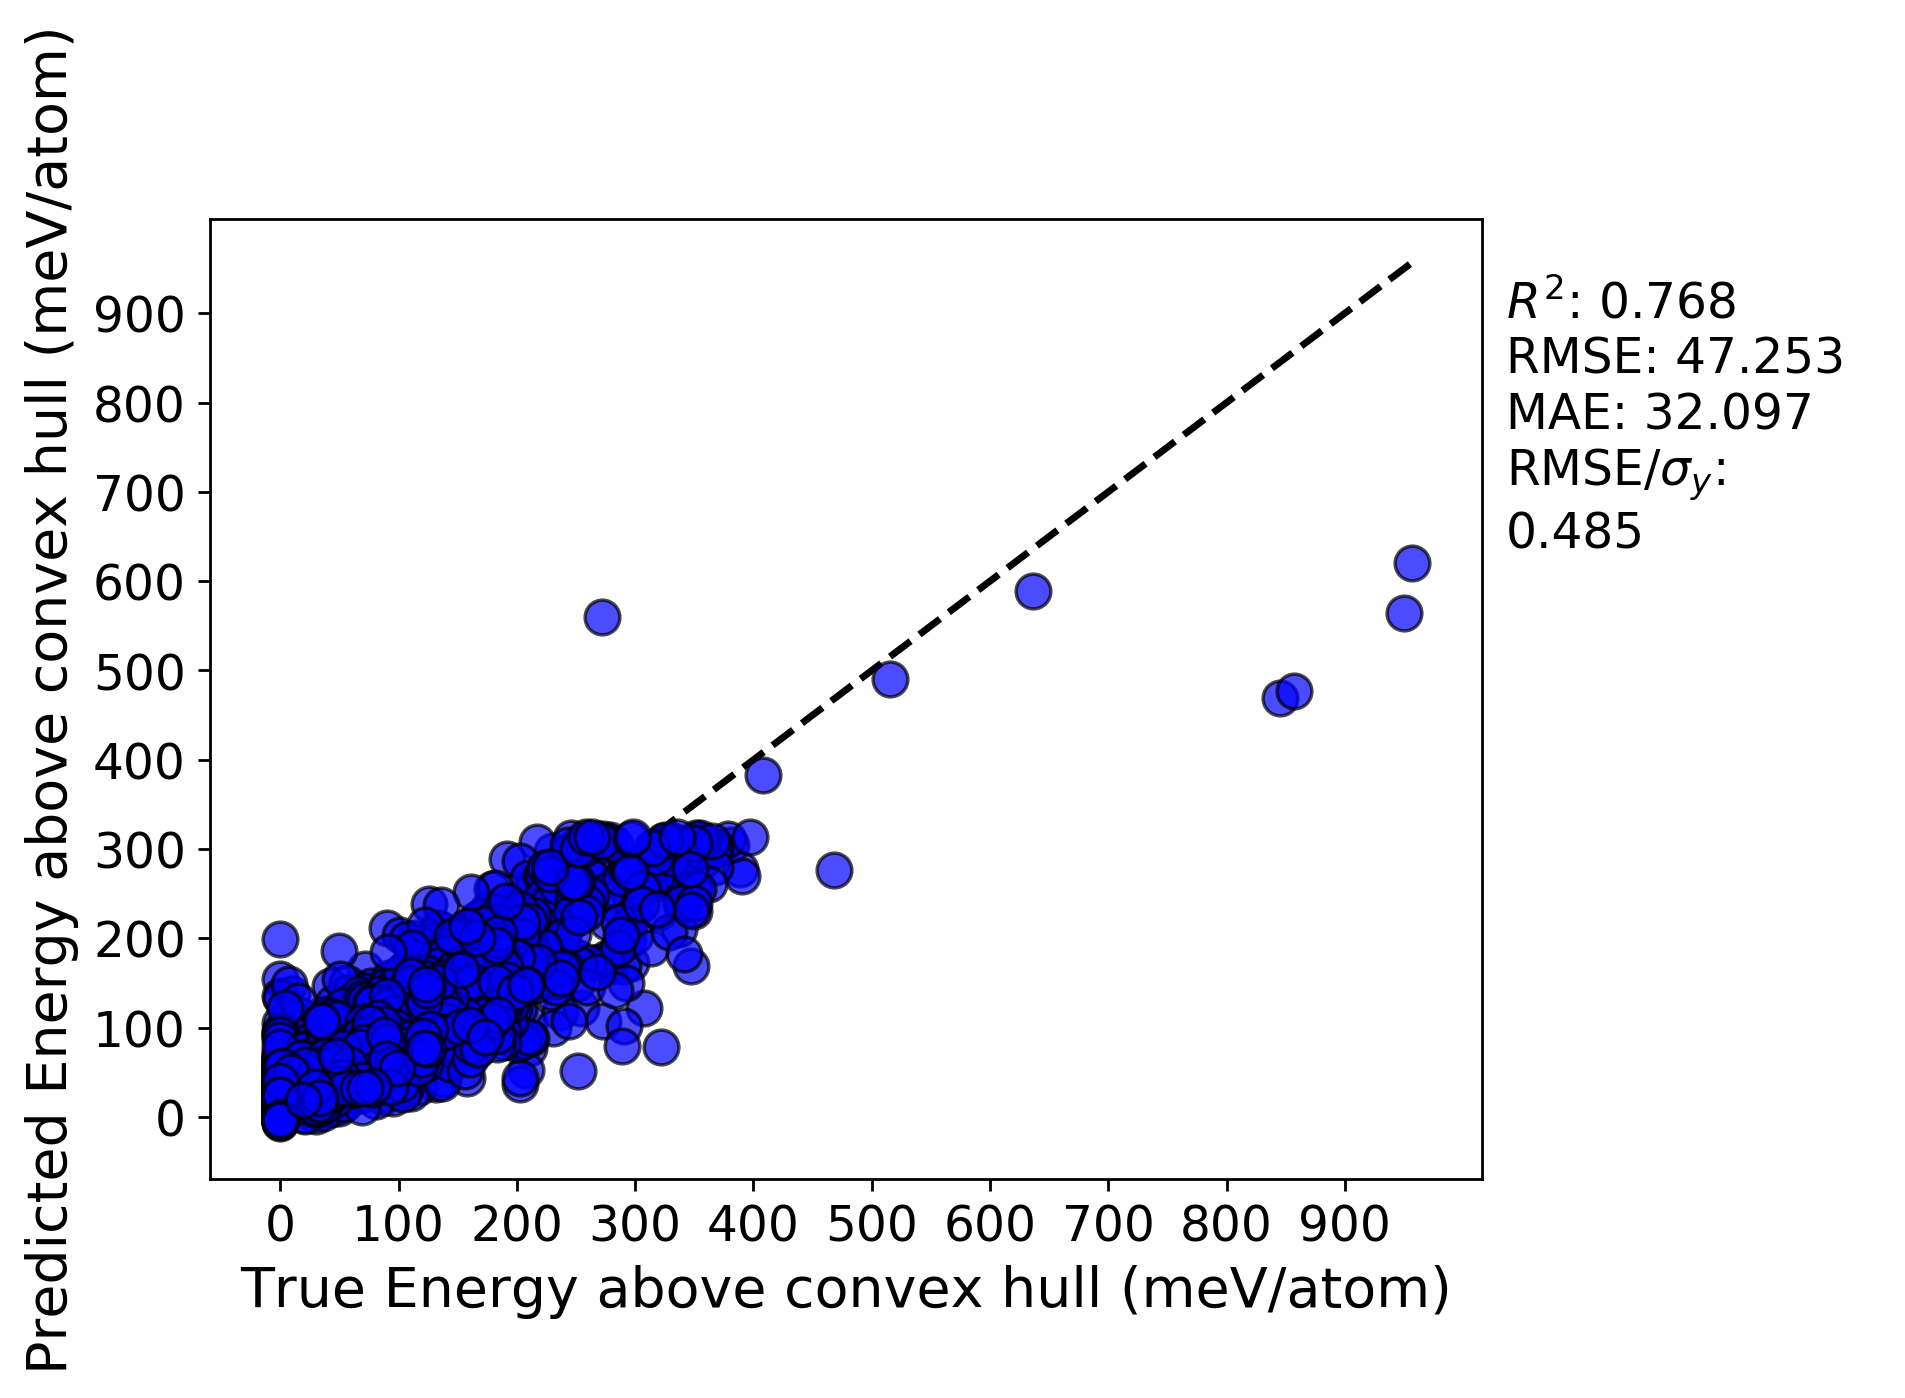 Predicted Energy above convex hull (meV/atom)
900
800
700
600
500
400
300
200
100
0
0 100 200 300 400 500 600 700 800 900
True Energy above convex hull (meV/atom)
R²: 0.768
RMSE: 47.253
MAE: 32.097
RMSE/σy:
0.485